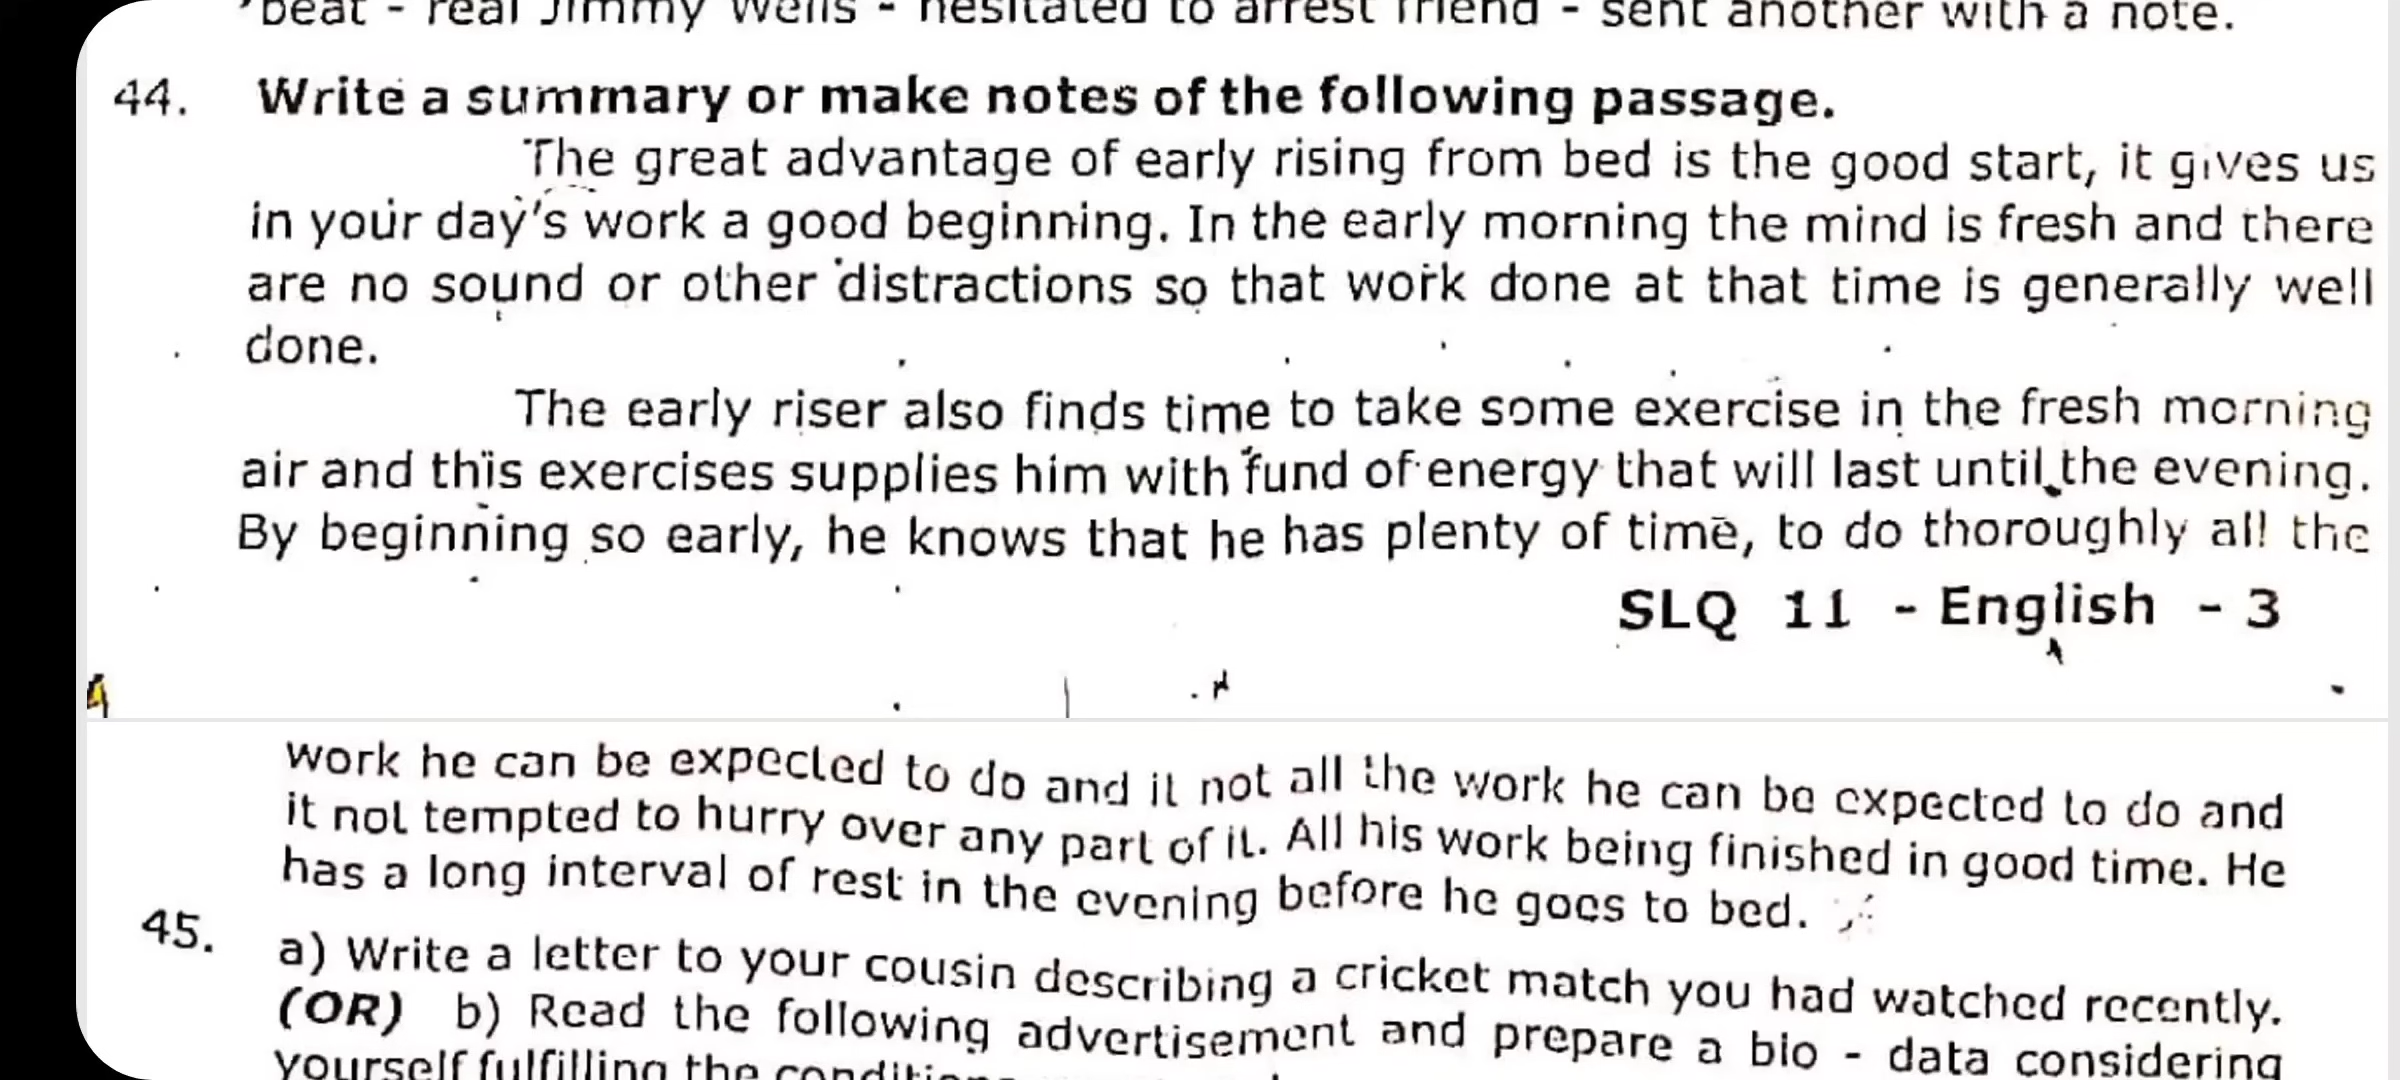 beat - real Jimmy Wells - hesitated to arrest friend - sent another with a note.
44. Write a summary or make notes of the following passage.
The great advantage of early rising from bed is the good start, it gives us
in your day's work a good beginning. In the early morning the mind is fresh and there
are no sound or other distractions so that work done at that time is generally well
done.
The early riser also finds time to take some exercise in the fresh morning
air and this exercises supplies him with fund of energy that will last until the evening.
By beginning so early, he knows that he has plenty of time, to do thoroughly all the
SLQ 11 - English - 3
work he can be expected to do and it not all the work he can be expected to do and
it not tempted to hurry over any part of it. All his work being finished in good time. He
has a long interval of rest in the evening before he goes to bed.
45. a) Write a letter to your cousin describing a cricket match you had watched recently.
(OR) b) Read the following advertisement and prepare a bio - data considering
yourself fulfilling the